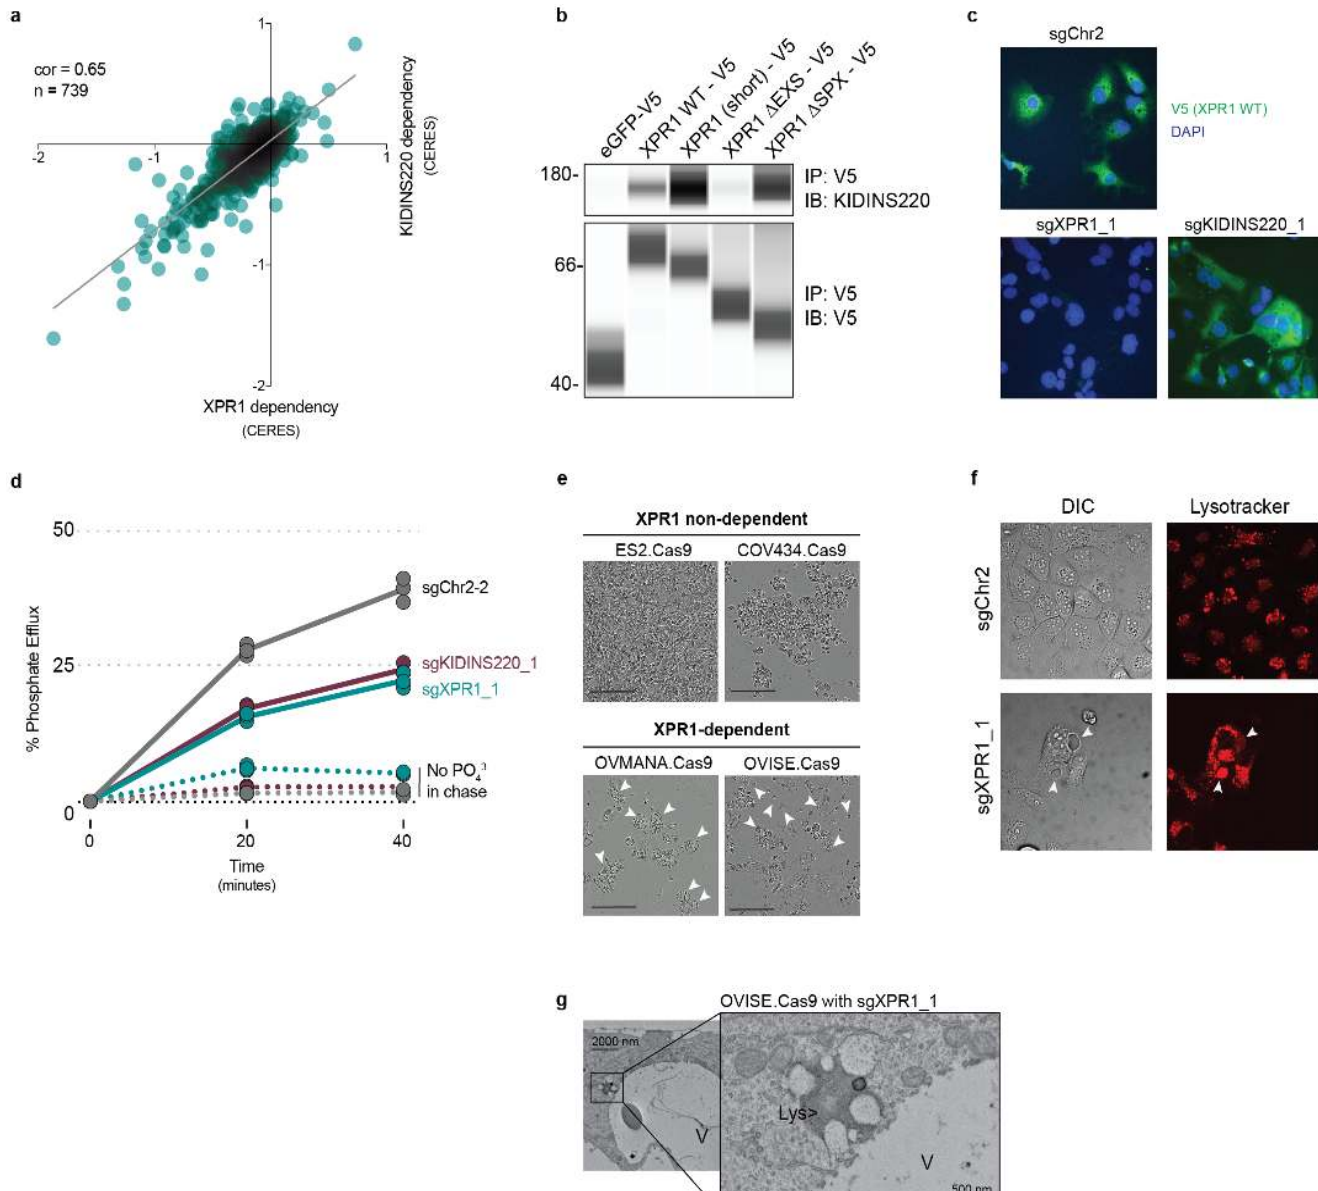 a
cor = 0.65
n = 739
1
-2
-1
1
-1
-2
KIDINS220 dependency
(CERES)
XPR1 dependency
(CERES)
b
eGFP-V5
XPR1 WT - V5
XPR1 (short) - V5
XPR1 ΔEXS - V5
XPR1 ΔSPX - V5
180-
IP: V5
IB: KIDINS220
66-
IP: V5
IB: V5
40-
c
sgChr2
V5 (XPR1 WT)
DAPI
sgXPR1_1
sgKIDINS220_1
d
50
25
0
% Phosphate Efflux
sgChr2-2
sgKIDINS220_1
sgXPR1_1
No PO4 3
in chase
0
20
40
Time
(minutes)
e
XPR1 non-dependent
ES2.Cas9
COV434.Cas9
XPR1-dependent
OVMANA.Cas9
OVISE.Cas9
f
DIC
Lysotracker
sgChr2
sgXPR1_1
g
OVISE.Cas9 with sgXPR1_1
2000 nm
V
Lys>
V
500 nm